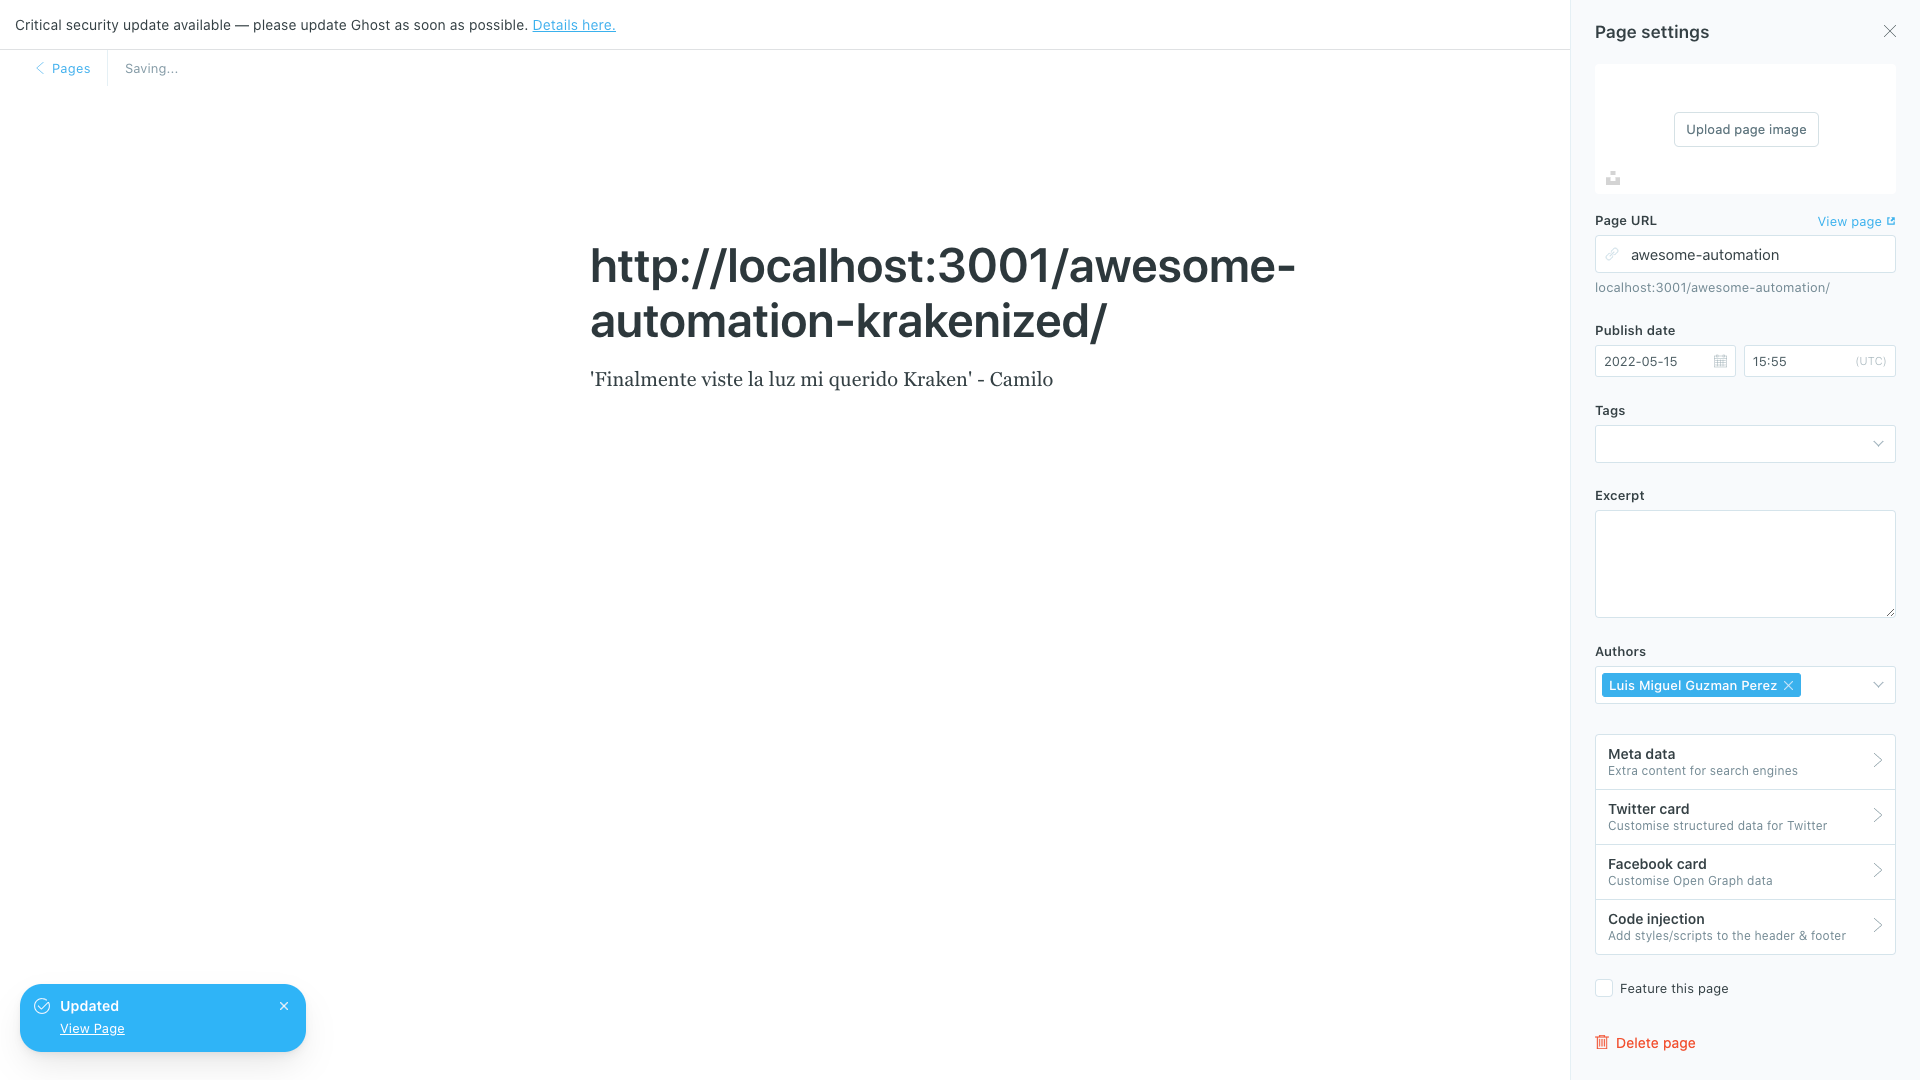 Critical security update available — please update Ghost as soon as possible. Details here.
Pages
Saving...
http://localhost:3001/awesome-
automation-krakenized/
'Finalmente viste la luz mi querido Kraken' - Camilo
Updated
View Page
Page settings
Upload page image
Page URL
View page
awesome-automation
localhost:3001/awesome-automation/
Publish date
2022-05-15
15:55
(UTC)
Tags
Excerpt
Authors
Luis Miguel Guzman Perez
Meta data
Extra content for search engines
Twitter card
Customise structured data for Twitter
Facebook card
Customise Open Graph data
Code injection
Add styles/scripts to the header & footer
Feature this page
Delete page